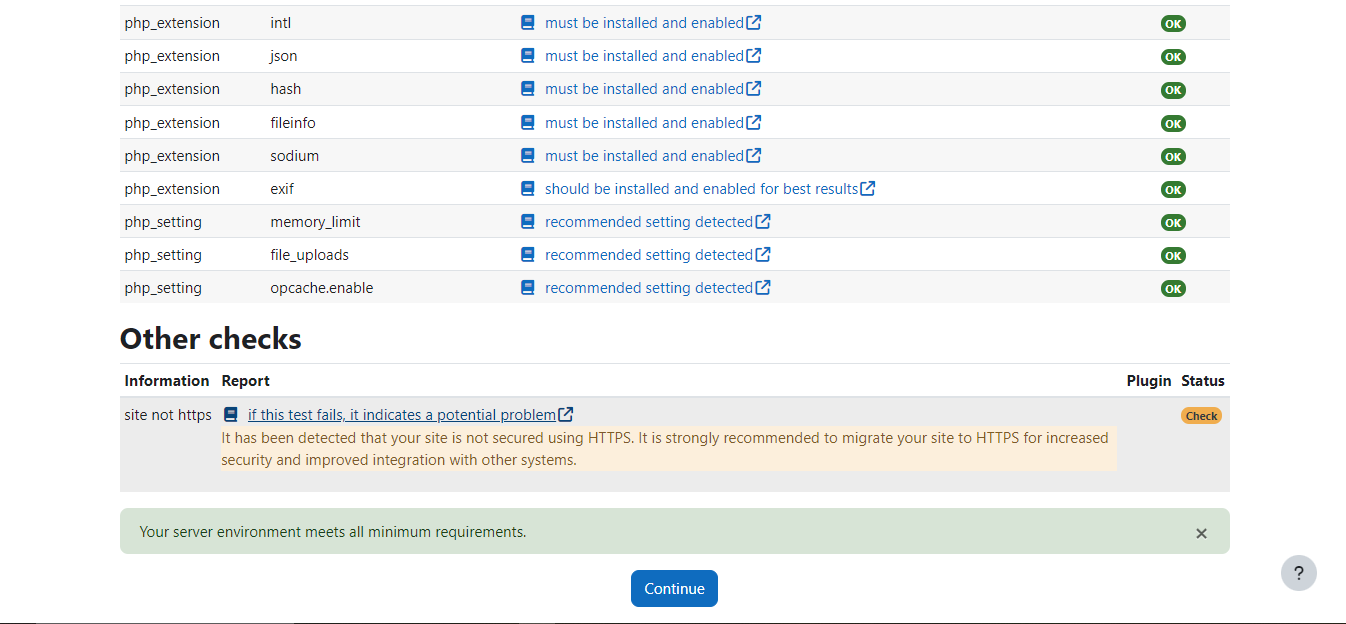 php_extension intl must be installed and enabled OK
php_extension json must be installed and enabled OK
php_extension hash must be installed and enabled OK
php_extension fileinfo must be installed and enabled OK
php_extension sodium must be installed and enabled OK
php_extension exif should be installed and enabled for best results OK
php_setting memory_limit recommended setting detected OK
php_setting file_uploads recommended setting detected OK
php_setting opcache.enable recommended setting detected OK
Other checks
Information Report Plugin Status
site not https if this test fails, it indicates a potential problem Check
It has been detected that your site is not secured using HTTPS. It is strongly recommended to migrate your site to HTTPS for increased
security and improved integration with other systems.
Your server environment meets all minimum requirements. ×
?
Continue